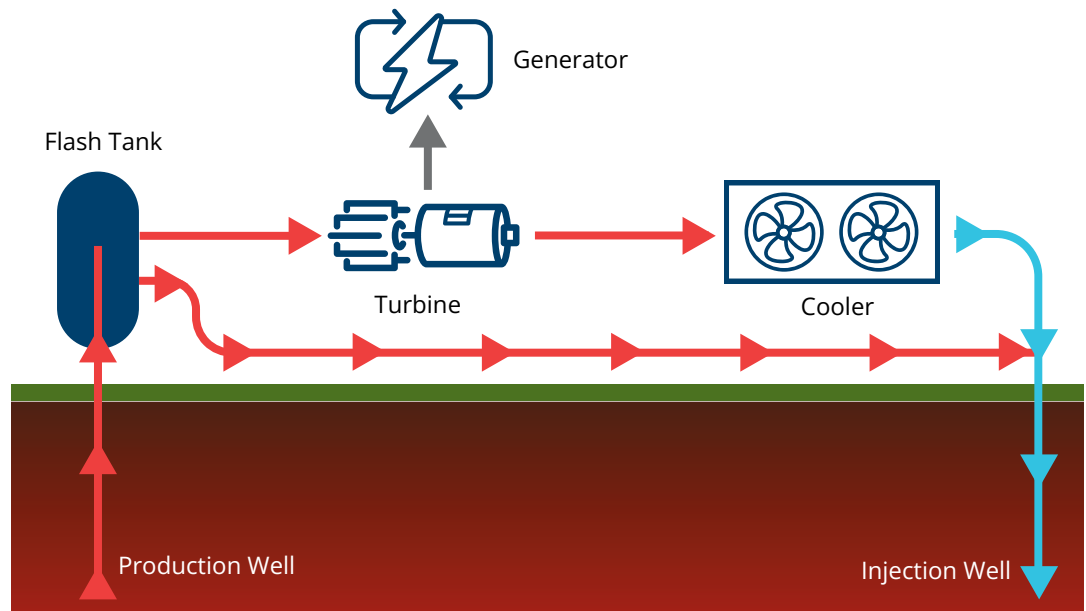 Generator
Flash Tank
Turbine
Cooler
Production Well
Injection Well